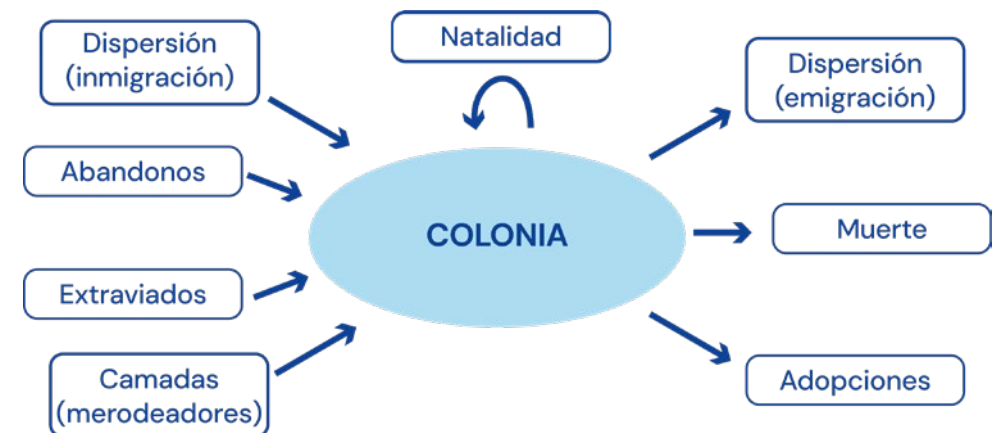 Dispersión
(inmigración)
Natalidad
Dispersión
(emigración)
Abandonos
COLONIA
Muerte
Extraviados
Camadas
(merodeadores)
Adopciones